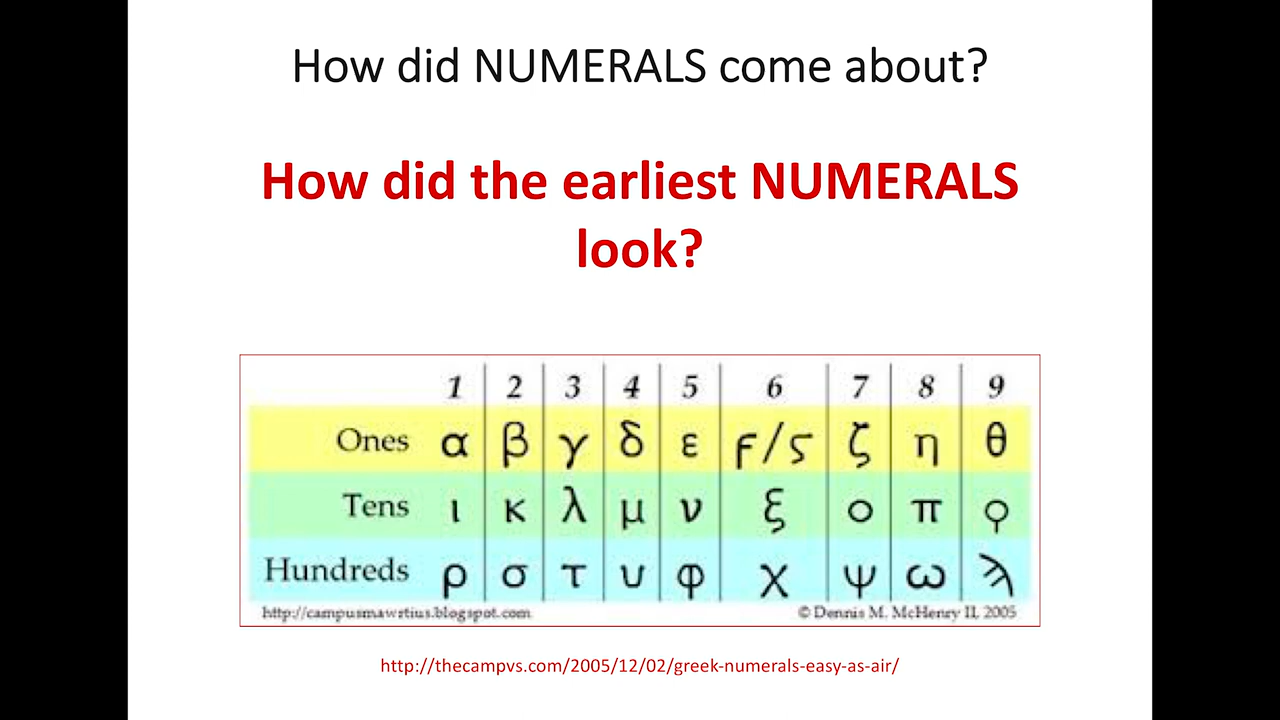 How did NUMERALS come about?
How did the earliest NUMERALS
look?
1 2 3 4 5 6 7 8 9
Ones α β γ δ ε ϝ/ϛ ζ η θ
Tens ι κ λ μ ν ξ ο π ϙ
Hundreds ρ σ τ υ φ χ ψ ω ϡ
http://campusmawrtius.blogspot.com © Dennis M. McHenry II, 2005
http://thecampvs.com/2005/12/02/greek-numerals-easy-as-air/